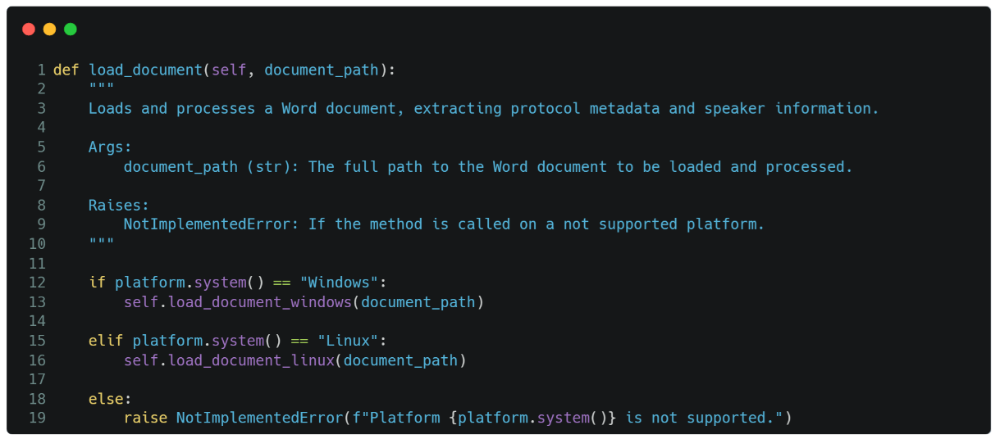 1 def load_document(self, document_path):
2     """
3     Loads and processes a Word document, extracting protocol metadata and speaker information.
4
5     Args:
6         document_path (str): The full path to the Word document to be loaded and processed.
7
8     Raises:
9         NotImplementedError: If the method is called on a not supported platform.
10     """
11
12     if platform.system() == "Windows":
13         self.load_document_windows(document_path)
14
15     elif platform.system() == "Linux":
16         self.load_document_linux(document_path)
17
18     else:
19         raise NotImplementedError(f"Platform {platform.system()} is not supported.")